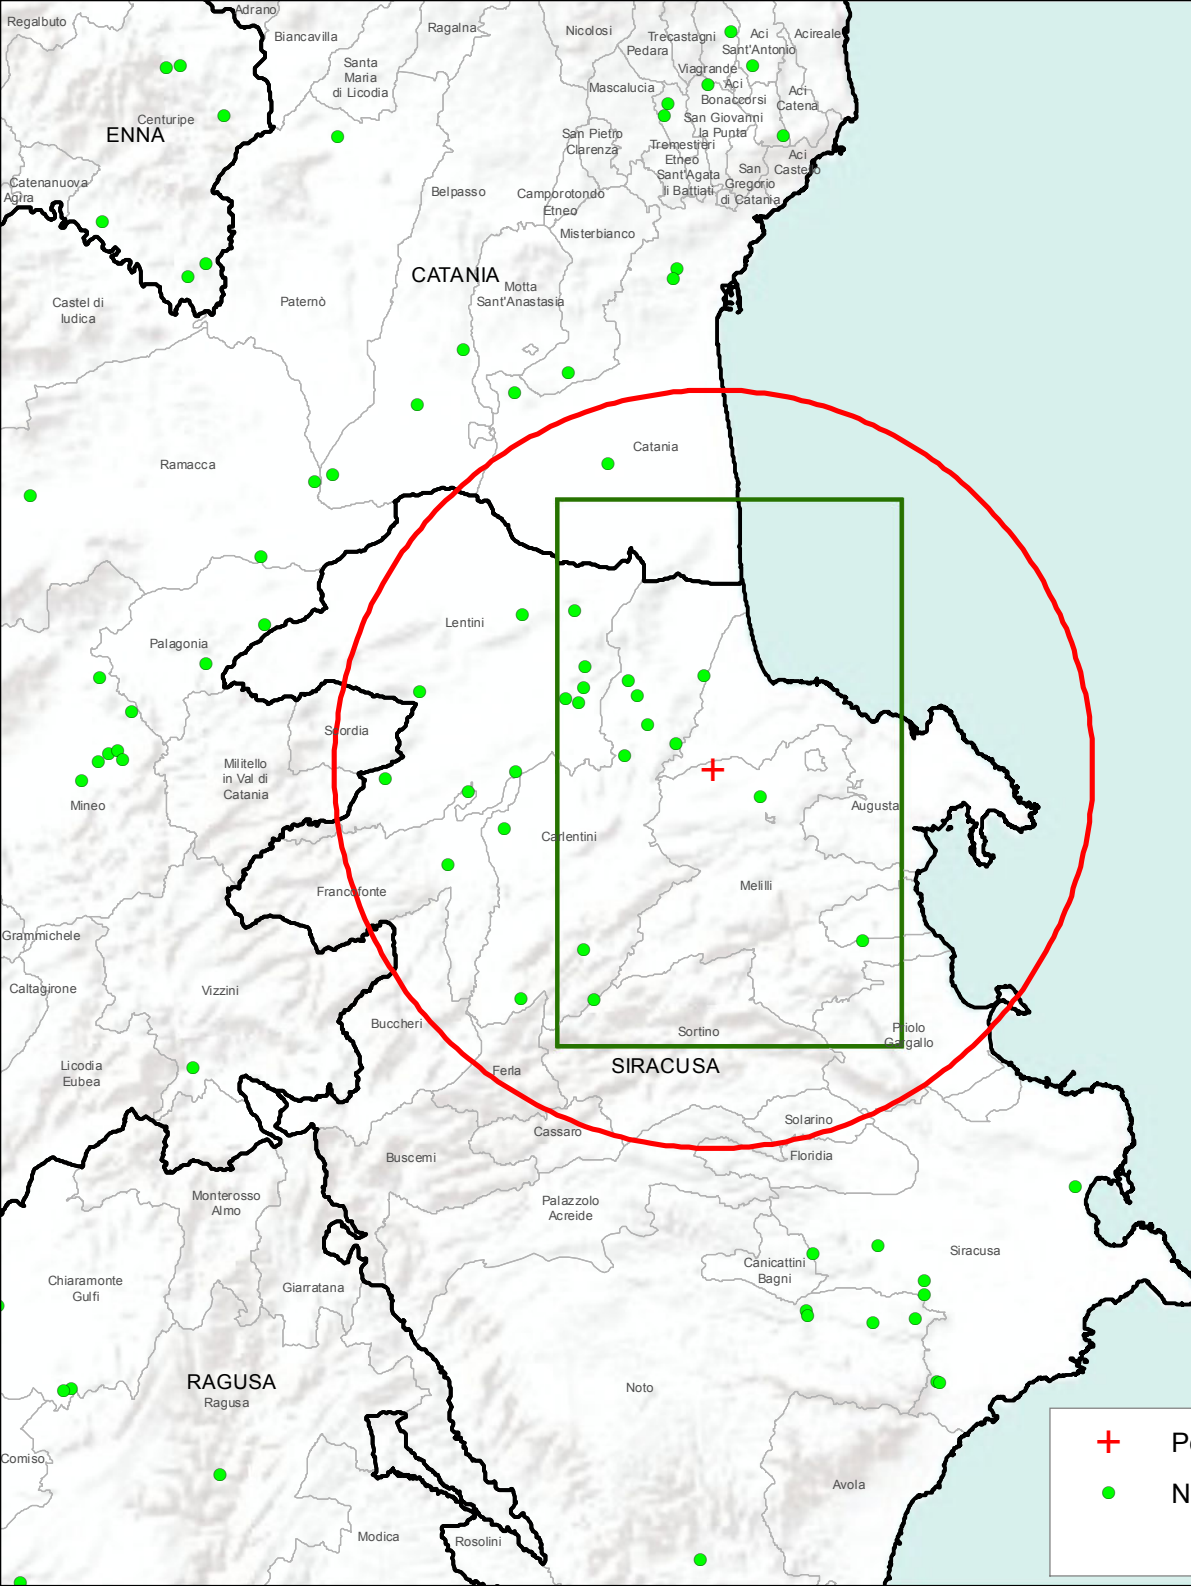 Adrano
Regalbuto
Biancavilla
Ragalna
Nicolosi
Trecastagni
Aci
Sant'Antonio
Acireale
Pedara
Santa
Maria
di Licodia
Viagrande
Mascalucia
Aci
Bonaccorsi
Aci
Catena
Centuripe
ENNA
San Pietro
Clarenza
San Giovanni
la Punta
Tremestieri
Etneo
Sant'Agata
li Battiati
San
Gregorio
di Catania
Aci
Castello
Catenanuova
Agira
Belpasso
Camporotondo
Etneo
Misterbianco
CATANIA
Motta
Sant'Anastasia
Castel di
Iudica
Paternò
Catania
Ramacca
Lentini
Palagonia
Scordia
Militello
in Val di
Catania
Mineo
Augusta
Carlentini
Melilli
Francofonte
Grammichele
Caltagirone
Vizzini
Buccheri
Sortino
Priolo
Gargallo
SIRACUSA
Licodia
Eubea
Ferla
Solarino
Cassaro
Floridia
Buscemi
Monterosso
Almo
Palazzolo
Acreide
Siracusa
Canicattini
Bagni
Chiaramonte
Gulfi
Giarratana
RAGUSA
Ragusa
Noto
Comiso
Avola
Modica
Rosolini
N